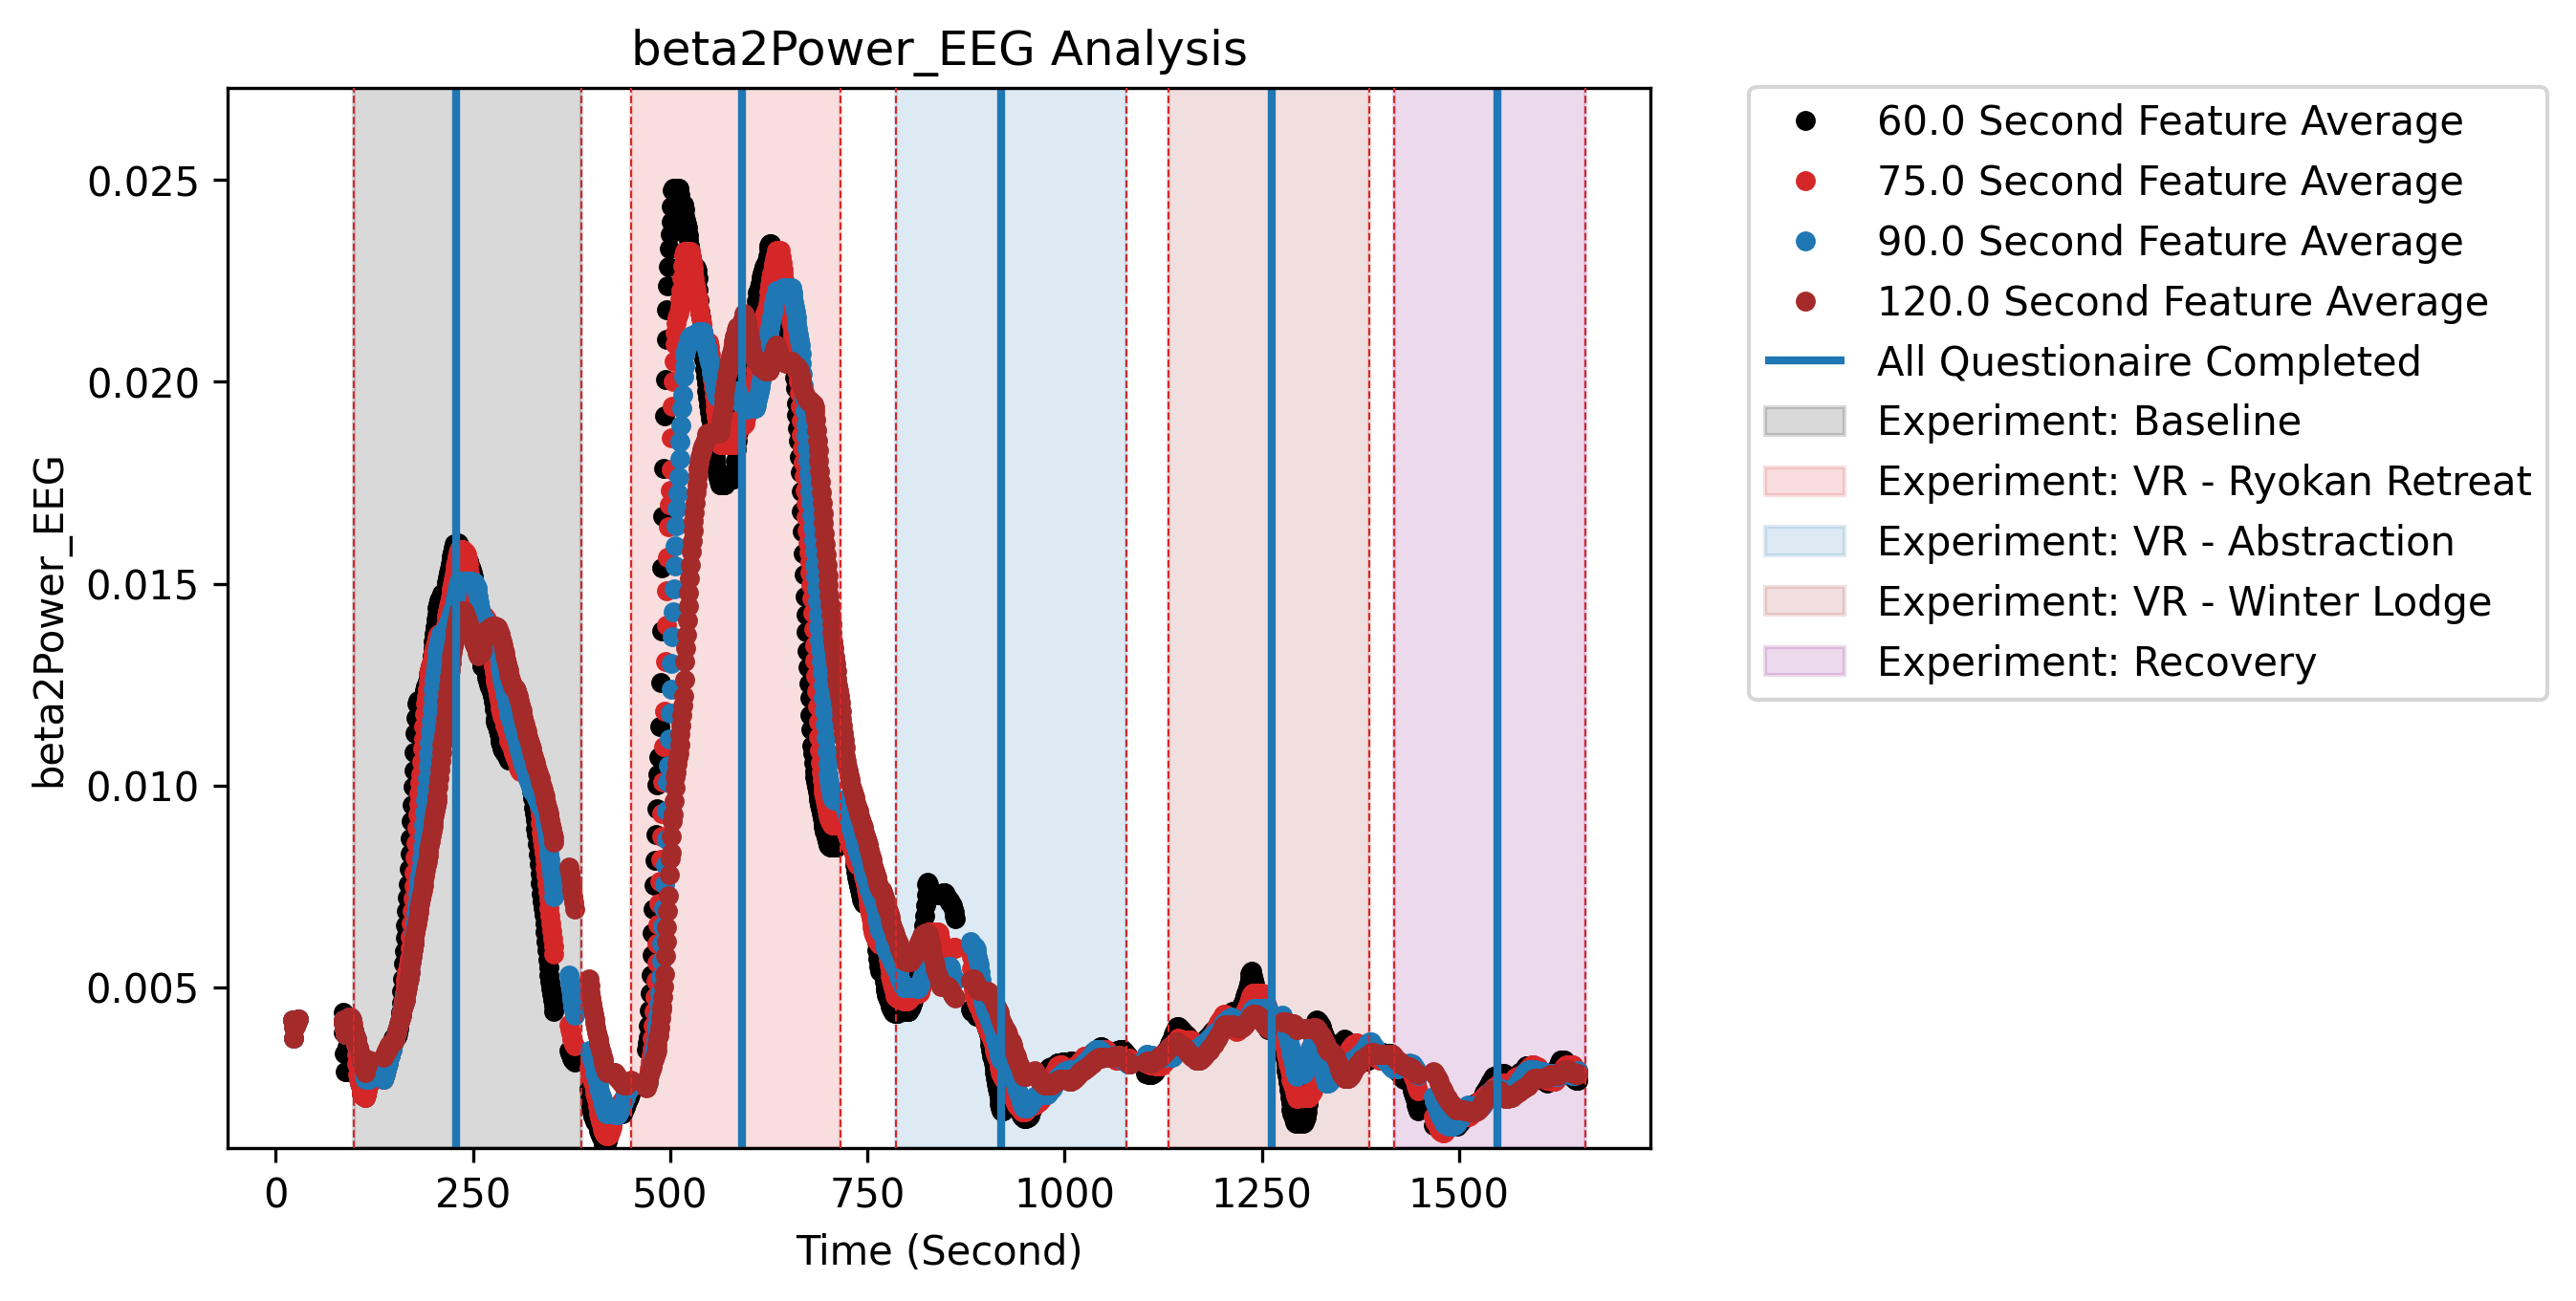 beta2Power_EEG Analysis
beta2Power_EEG
0.025
0.020
0.015
0.010
0.005
0
250
500
750
1000
1250
1500
Time (Second)
60.0 Second Feature Average
75.0 Second Feature Average
90.0 Second Feature Average
120.0 Second Feature Average
All Questionaire Completed
Experiment: Baseline
Experiment: VR - Ryokan Retreat
Experiment: VR - Abstraction
Experiment: VR - Winter Lodge
Experiment: Recovery